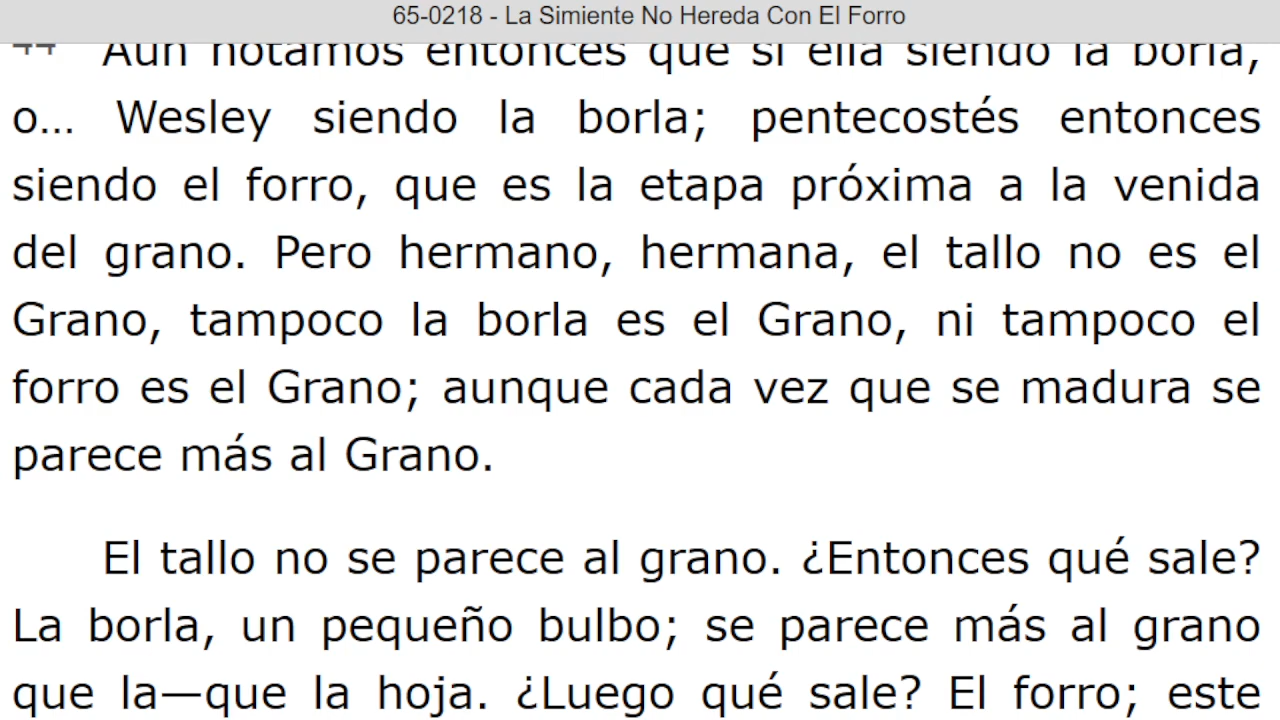 65-0218 - La Simiente No Hereda Con El Forro
44 Aún notamos entonces que si ella siendo la borla,
o... Wesley siendo la borla; pentecostés entonces
siendo el forro, que es la etapa próxima a la venida
del grano. Pero hermano, hermana, el tallo no es el
Grano, tampoco la borla es el Grano, ni tampoco el
forro es el Grano; aunque cada vez que se madura se
parece más al Grano.
El tallo no se parece al grano. ¿Entonces qué sale?
La borla, un pequeño bulbo; se parece más al grano
que la—que la hoja. ¿Luego qué sale? El forro; este